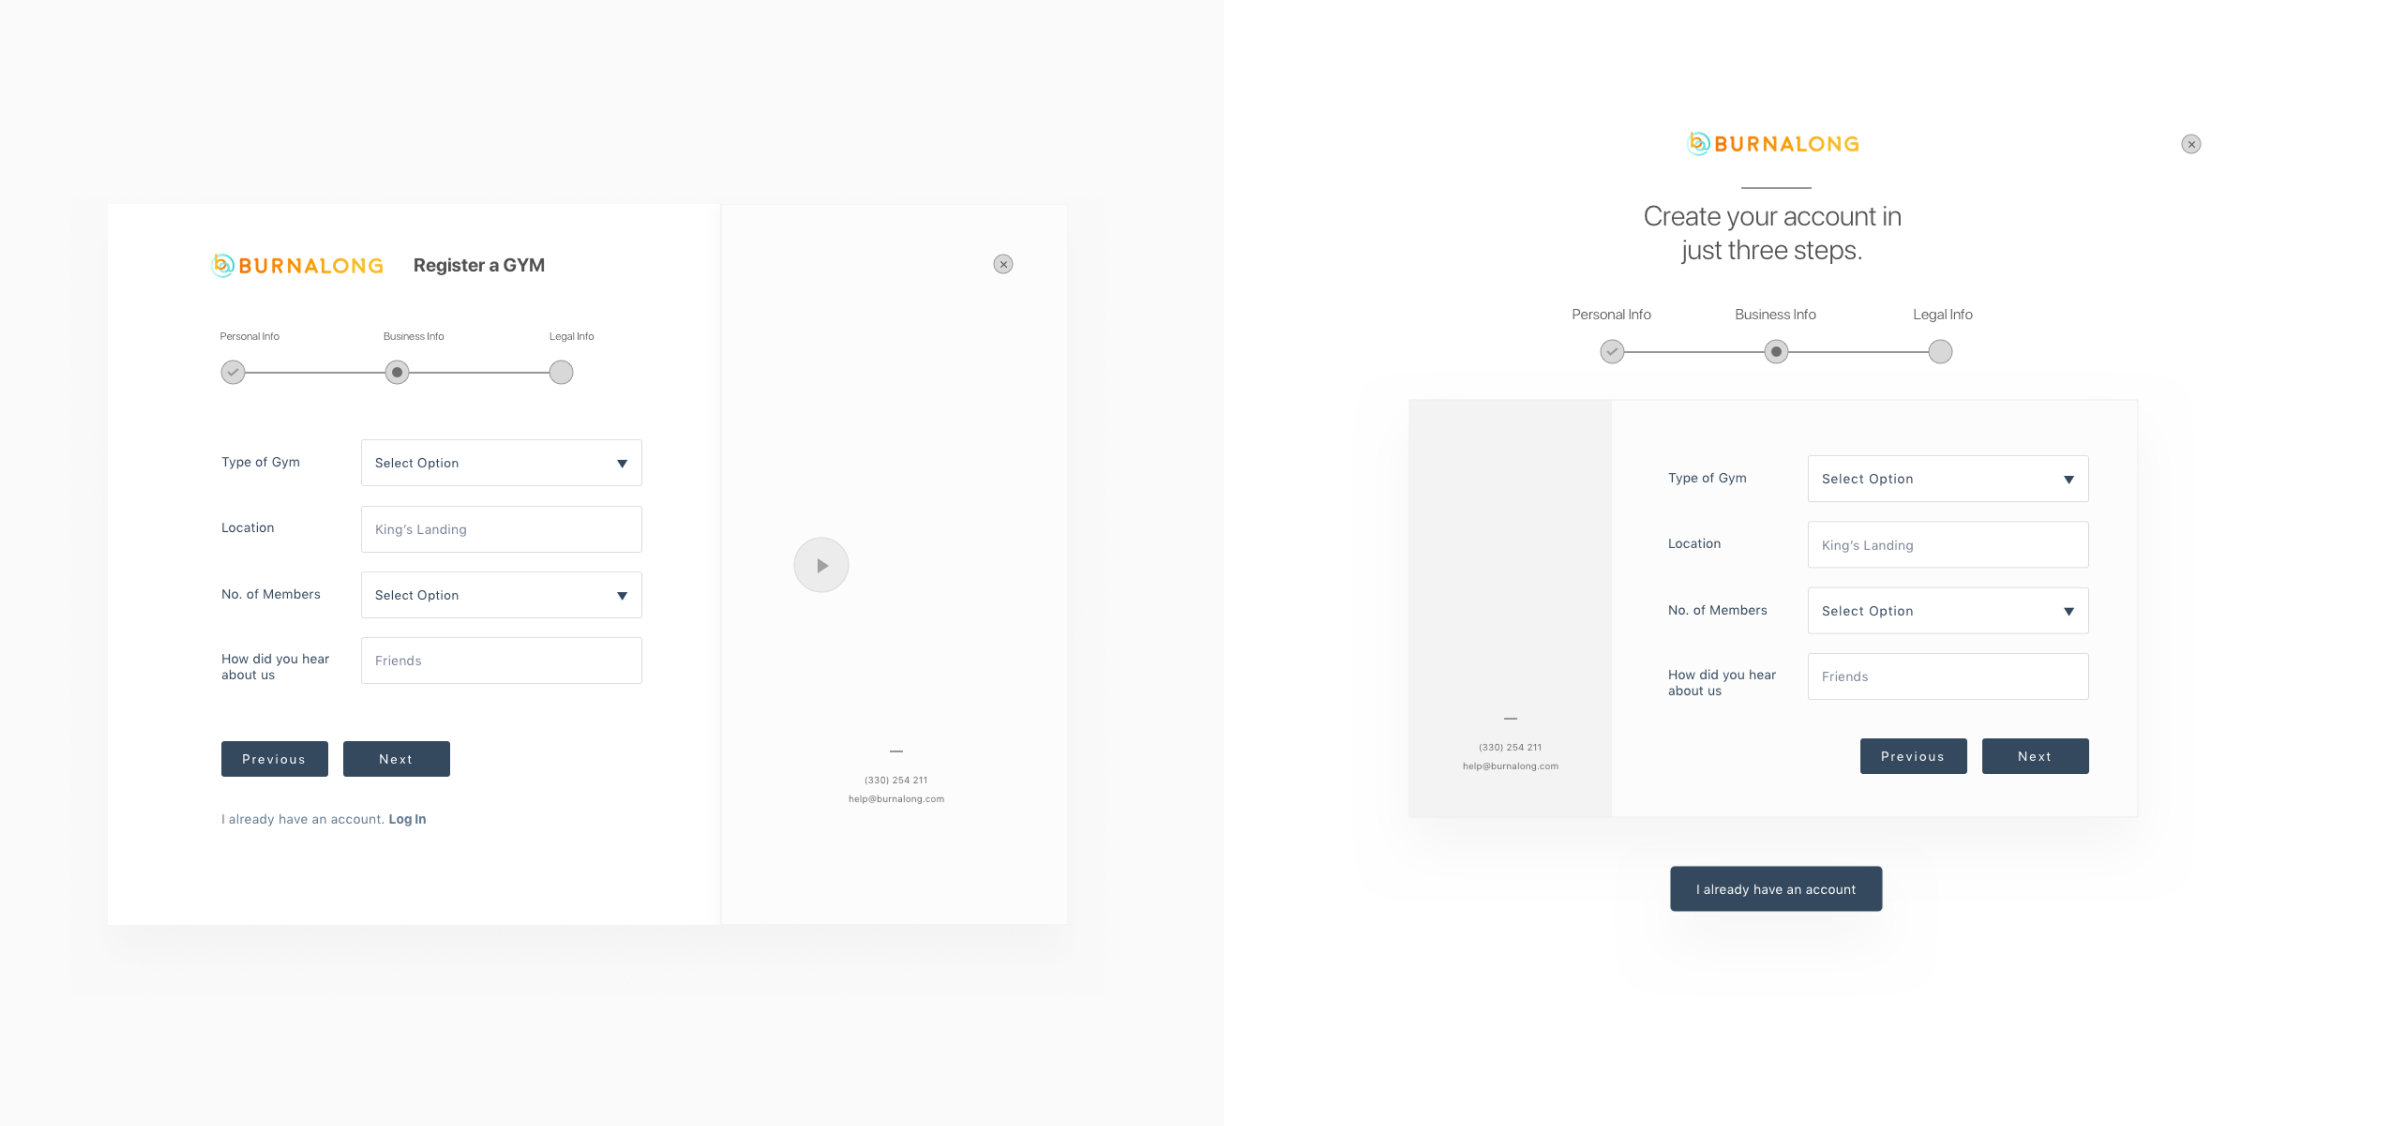 BURNALONG
Register a GYM
Personal Info
Business Info
Legal Info
Type of Gym
Select Option
Location
King’s Landing
No. of Members
Select Option
How did you hear
about us
Friends
Previous
Next
I already have an account. Log In
(330) 254 211
help@burnalong.com
BURNALONG
Create your account in
just three steps.
Personal Info
Business Info
Legal Info
(330) 254 211
help@burnalong.com
Type of Gym
Select Option
Location
King’s Landing
No. of Members
Select Option
How did you hear
about us
Friends
Previous
Next
I already have an account